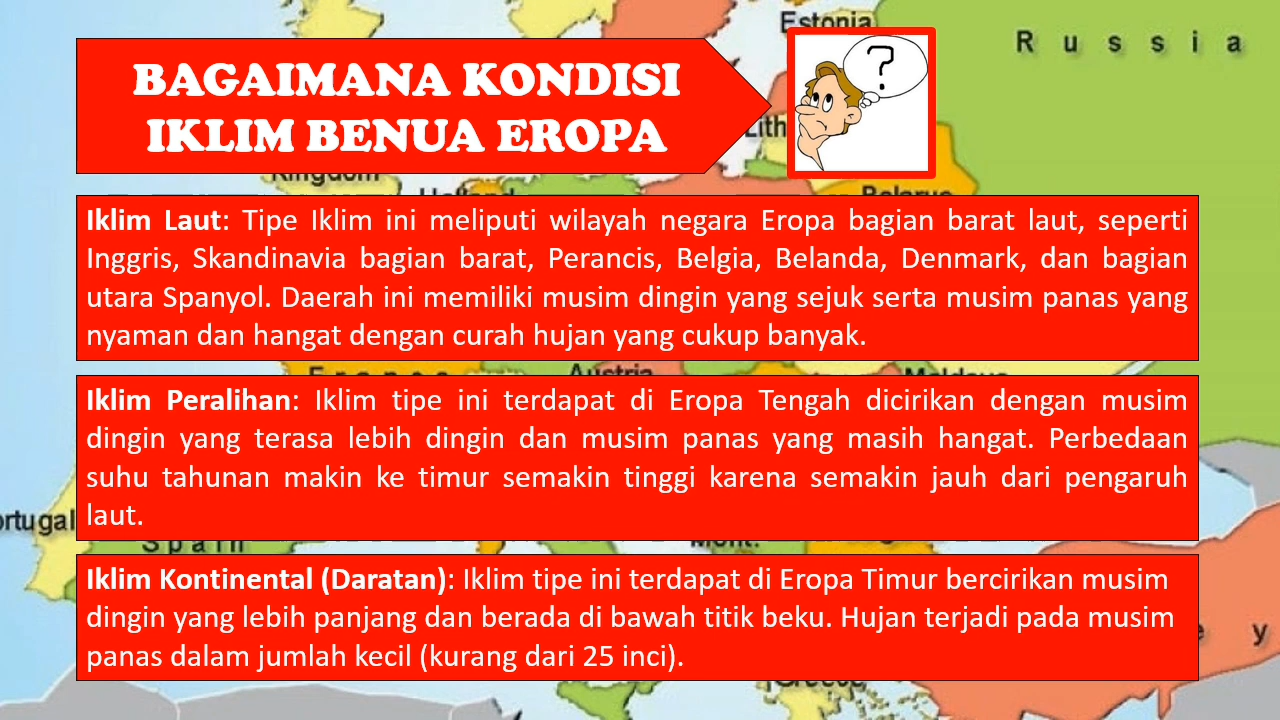 Estonia
Russia
BAGAIMANA KONDISI
IKLIM BENUA EROPA
?
Lith
Kingdom
Holland
Belarus
Iklim Laut: Tipe Iklim ini meliputi wilayah negara Eropa bagian barat laut, seperti
Inggris, Skandinavia bagian barat, Perancis, Belgia, Belanda, Denmark, dan bagian
utara Spanyol. Daerah ini memiliki musim dingin yang sejuk serta musim panas yang
nyaman dan hangat dengan curah hujan yang cukup banyak.
France
Austria
Moldova
Iklim Peralihan: Iklim tipe ini terdapat di Eropa Tengah dicirikan dengan musim
dingin yang terasa lebih dingin dan musim panas yang masih hangat. Perbedaan
suhu tahunan makin ke timur semakin tinggi karena semakin jauh dari pengaruh
laut.
ortugal
Spain
Mont.
Iklim Kontinental (Daratan): Iklim tipe ini terdapat di Eropa Timur bercirikan musim
dingin yang lebih panjang dan berada di bawah titik beku. Hujan terjadi pada musim
panas dalam jumlah kecil (kurang dari 25 inci).
e y
Greece